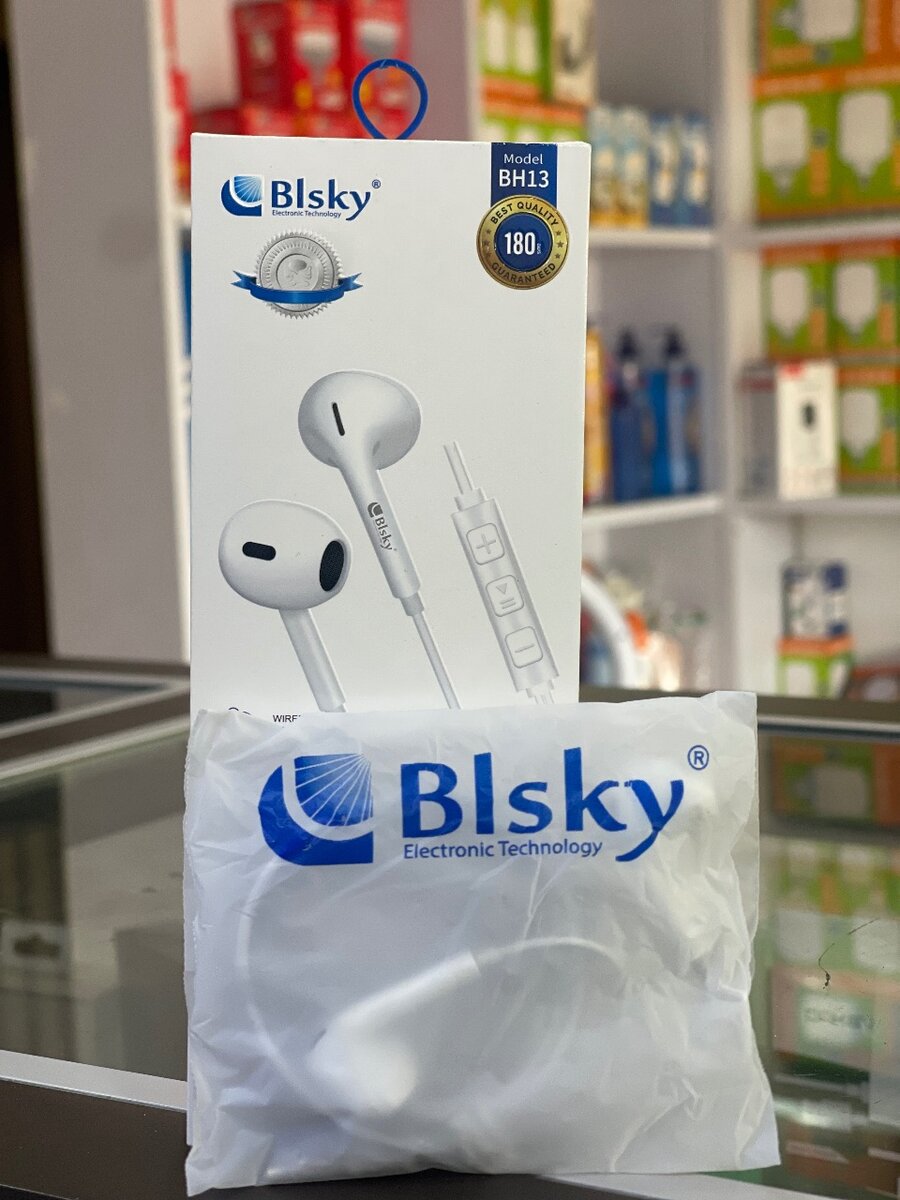 Blsky®
Electronic Technology
Model
BH13
BEST QUALITY
180
GUARANTEED
Blsky
Blsky®
Electronic Technology